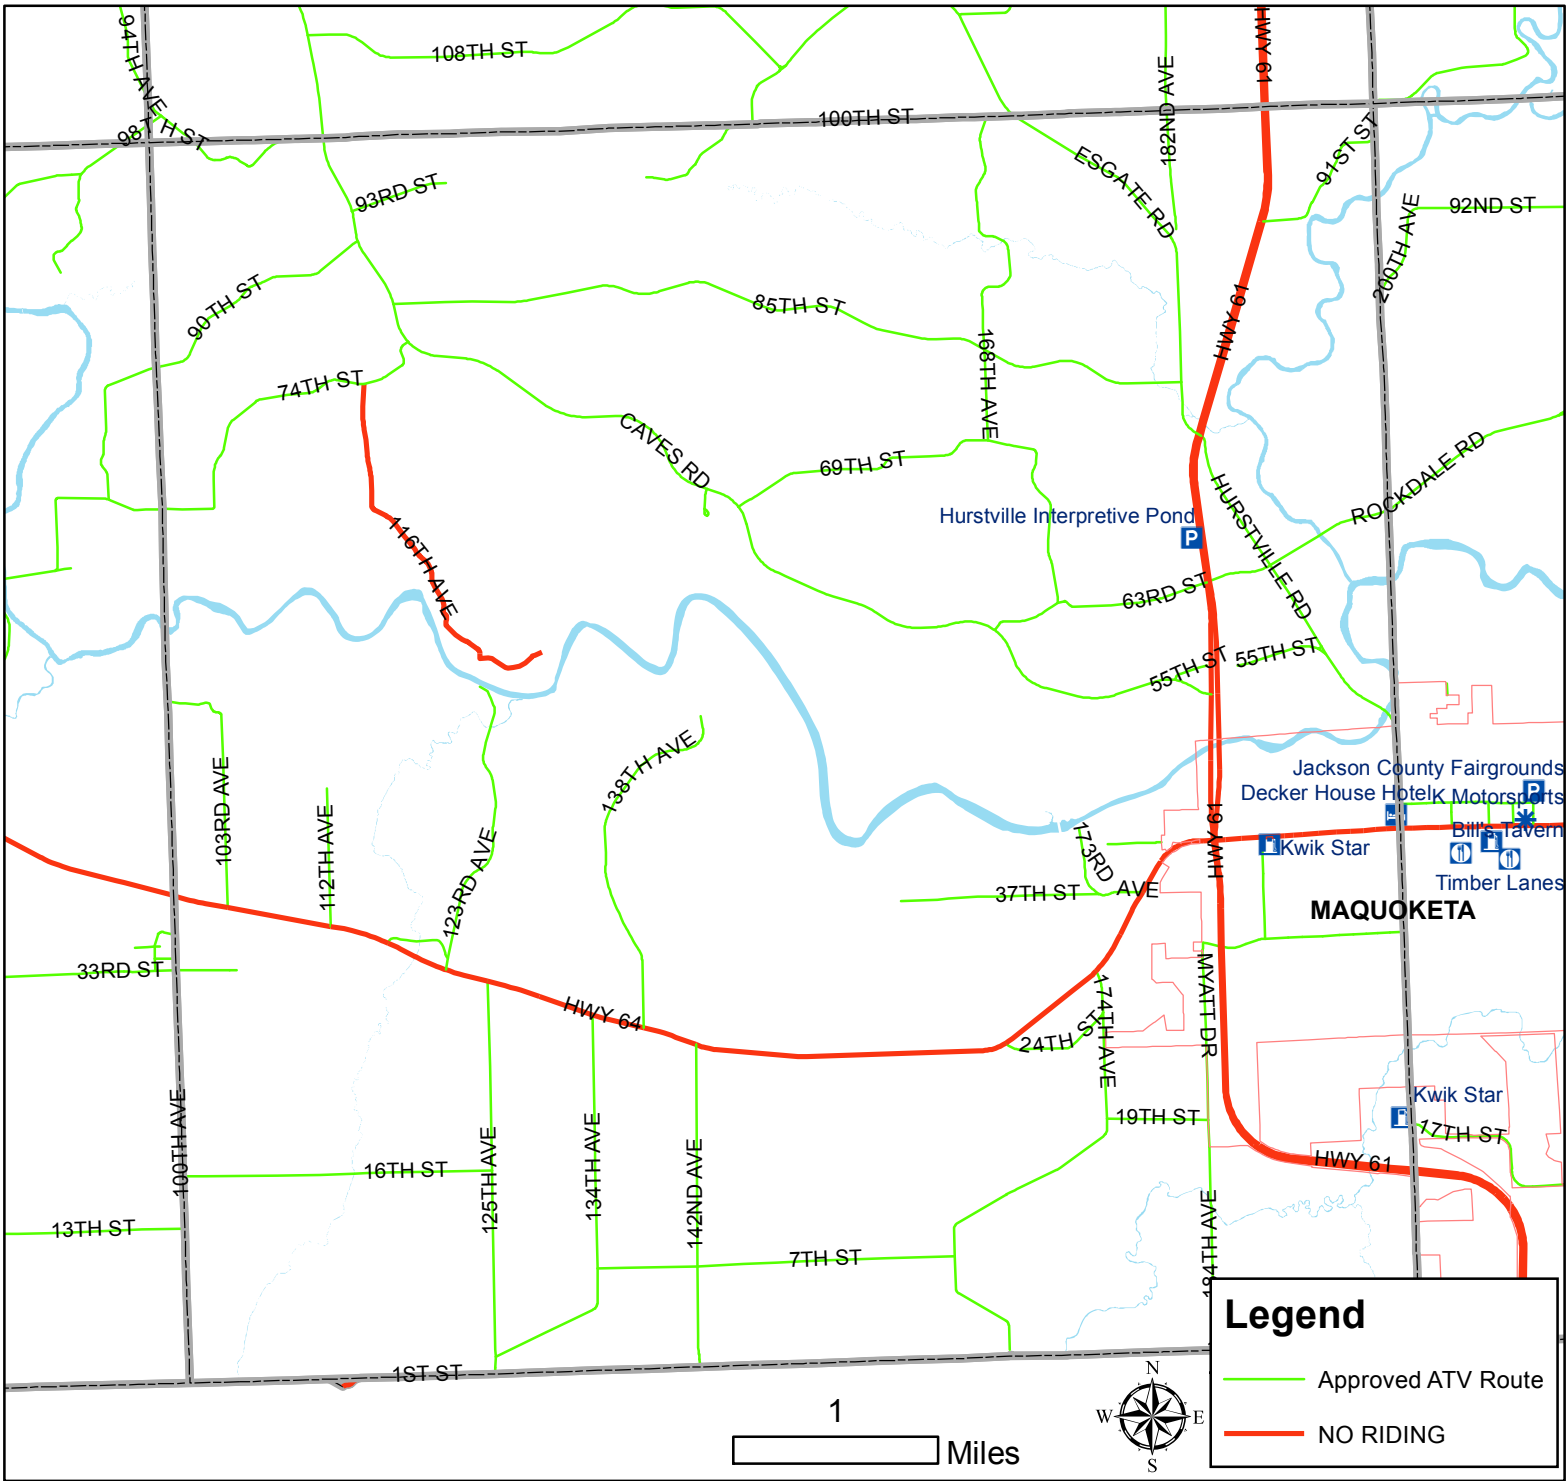 94TH AVE
108TH ST
HWY 61
182ND AVE
100TH ST
98TH ST
91ST ST
ESGATE RD
93RD ST
200TH AVE
92ND ST
90TH ST
85TH ST
HWY 61
168TH AVE
74TH ST
CAVES RD
69TH ST
HURSTVILLE RD
ROCKDALE RD
Hurstville Interpretive Pond
P
116TH AVE
63RD ST
55TH ST
55TH ST
138TH AVE
103RD AVE
112TH AVE
123RD AVE
Jackson County Fairgrounds
P
Decker House Hotel
K Motorsports
HWY 61
173RD AVE
Kwik Star
Bill's Tavern
Timber Lanes
37TH ST
MAQUOKETA
33RD ST
HWY 64
MYATT DR
174TH AVE
24TH ST
100TH AVE
Kwik Star
19TH ST
17TH ST
125TH AVE
134TH AVE
142ND AVE
16TH ST
HWY 61
13TH ST
184TH AVE
7TH ST
1ST ST
Legend
Approved ATV Route
NO RIDING
1
Miles
N
W
E
S